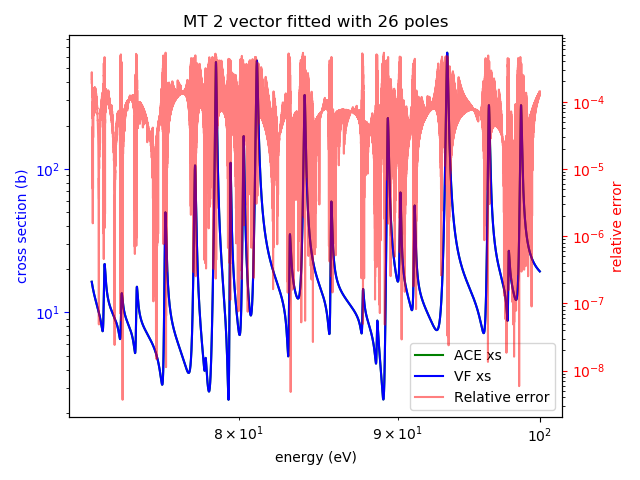 MT 2 vector fitted with 26 poles
cross section (b)
10²
10¹
relative error
10⁻⁴
10⁻⁵
10⁻⁶
10⁻⁷
10⁻⁸
ACE xs
VF xs
Relative error
8 × 10¹ 9 × 10¹ 10²
energy (eV)